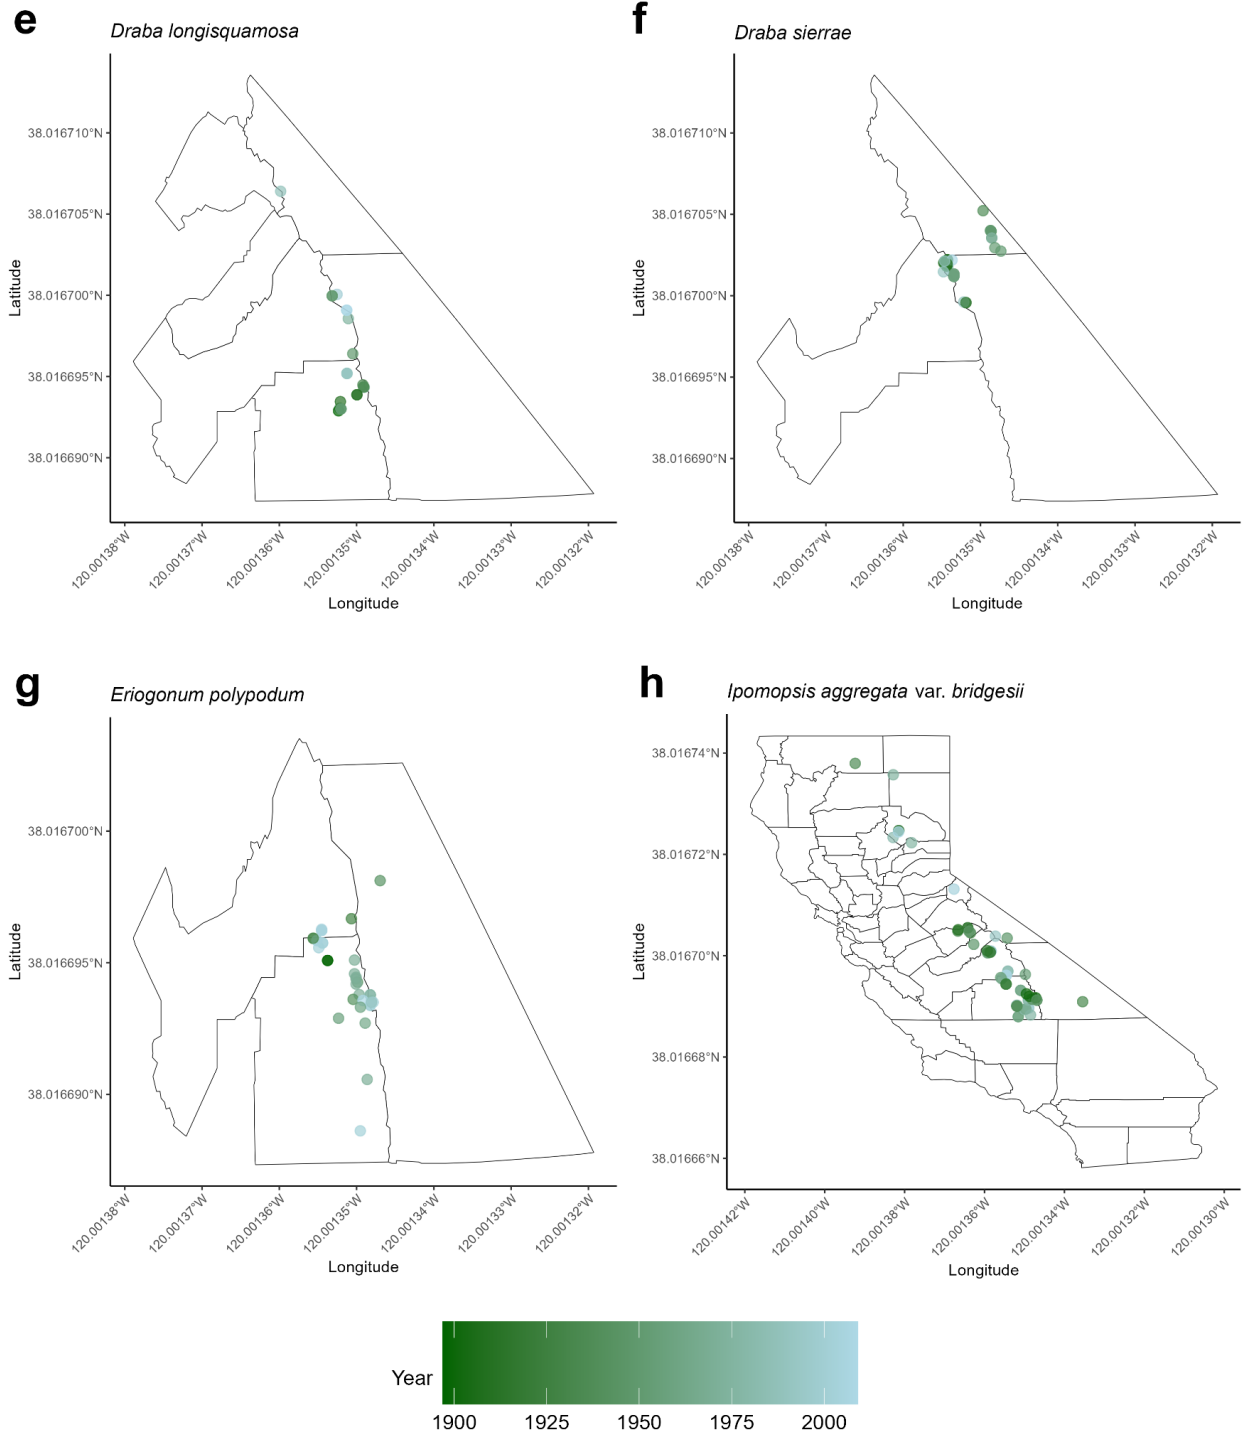 e
Draba longisquamosa
38.016710°N
38.016705°N
38.016700°N
38.016695°N
38.016690°N
Latitude
120.00138°W
120.00137°W
120.00136°W
120.00135°W
120.00134°W
120.00133°W
120.00132°W
Longitude
f
Draba sierrae
38.016710°N
38.016705°N
38.016700°N
38.016695°N
38.016690°N
Latitude
120.00138°W
120.00137°W
120.00136°W
120.00135°W
120.00134°W
120.00133°W
120.00132°W
Longitude
g
Eriogonum polypodum
38.016700°N
38.016695°N
38.016690°N
Latitude
120.00138°W
120.00137°W
120.00136°W
120.00135°W
120.00134°W
120.00133°W
120.00132°W
Longitude
h
Ipomopsis aggregata var. bridgesii
38.01674°N
38.01672°N
38.01670°N
38.01668°N
38.01666°N
Latitude
120.00142°W
120.00140°W
120.00138°W
120.00136°W
120.00134°W
120.00132°W
120.00130°W
Longitude
Year
1900 1925 1950 1975 2000